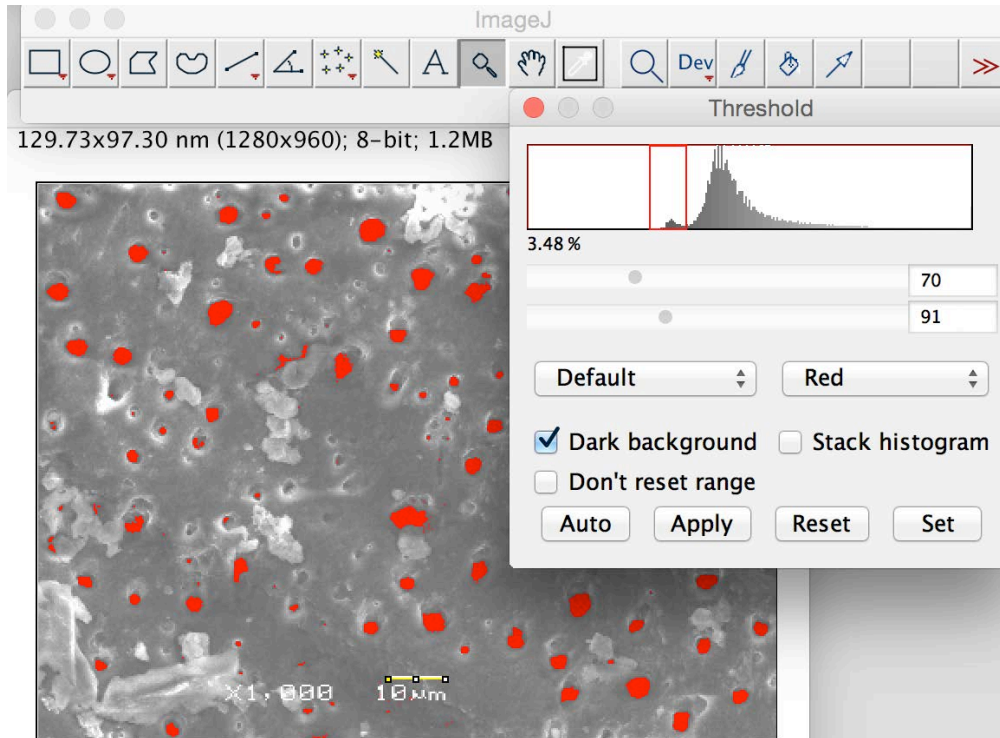 ImageJ
A
Dev
>>
Threshold
129.73x97.30 nm (1280x960); 8-bit; 1.2MB
3.48 %
70
91
Default
Red
Dark background
Stack histogram
Don't reset range
Auto
Apply
Reset
Set
X1,000 10μm